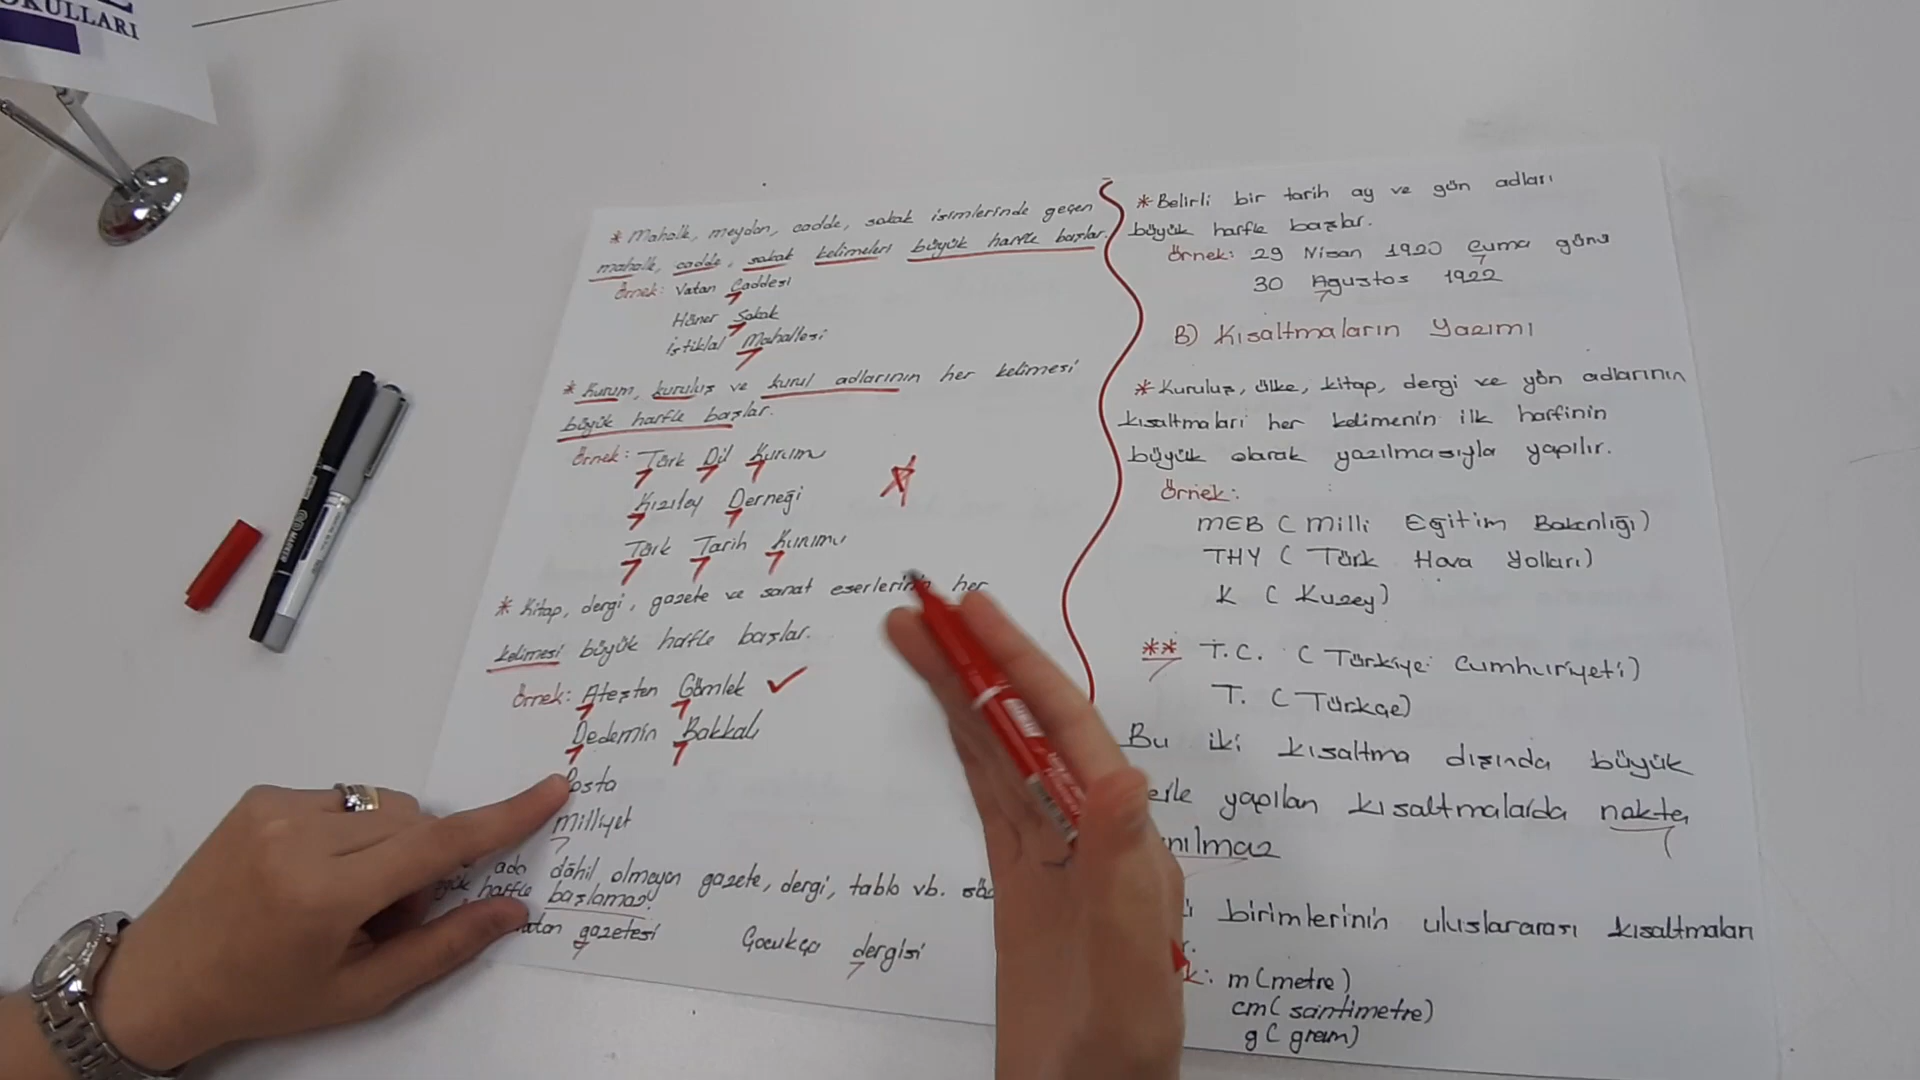 OKULLARI
* Mahalle, meydan, cadde, sokak isimlerinde geçen
mahalle, cadde, sokak kelimeleri büyük harfle başlar.
Örnek: Vatan Caddesi
Hüner Sokak
İstiklal Mahallesi
* Kurum, kuruluş ve kurul adlarının her kelimesi
büyük harfle başlar.
Örnek: Türk Dil Kurumu
Kızılay Derneği
Türk Tarih Kurumu
* Kitap, dergi, gazete ve sanat eserlerinin her
kelimesi büyük harfle başlar.
Örnek: Ateşten Gömlek ✓
Dedemin Bakkalı
Posta
Milliyet
ada dâhil olmayan gazete, dergi, tablo vb.
harfle başlamaz!
gazetesi Çocukça dergisi
* Belirli bir tarih ay ve gün adları
büyük harfle başlar.
Örnek: 29 Nisan 1920 Cuma günü
30 Ağustos 1922
B) Kısaltmaların Yazımı
* Kuruluş, ülke, kitap, dergi ve yön adlarının
kısaltmaları her kelimenin ilk harfinin
büyük olarak yazılmasıyla yapılır.
Örnek:
MEB ( Milli Eğitim Bakanlığı)
THY ( Türk Hava Yolları)
K ( Kuzey)
** T.C. ( Türkiye Cumhuriyeti)
T. ( Türkçe)
Bu iki kısaltma dışında büyük
yapılan kısaltmalarda nokta
birimlerinin uluslararası kısaltmaları
m (metre)
cm ( santimetre)
g ( gram)